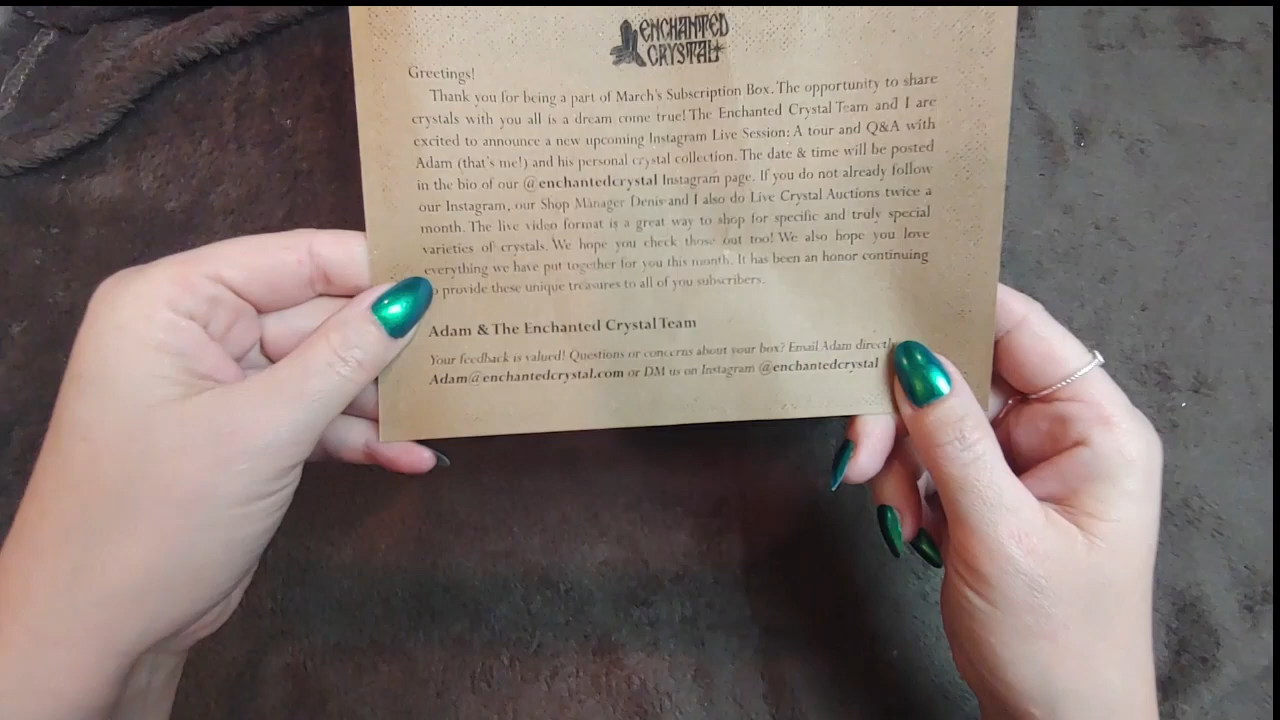 ENCHANTED
CRYSTAL
Greetings!
Thank you for being a part of March's Subscription Box. The opportunity to share
crystals with you all is a dream come true! The Enchanted Crystal Team and I are
excited to announce a new upcoming Instagram Live Session: A tour and Q&A with
Adam (that's me!) and his personal crystal collection. The date & time will be posted
in the bio of our @enchantedcrystal Instagram page. If you do not already follow
our Instagram, our Shop Manager Denis and I also do Live Crystal Auctions twice a
month. The live video format is a great way to shop for specific and truly special
varieties of crystals. We hope you check those out too! We also hope you love
everything we have put together for you this month. It has been an honor continuing
provide these unique treasures to all of you subscribers.
Adam & The Enchanted Crystal Team
Your feedback is valued! Questions or concerns about your box? Email Adam directly
Adam@enchantedcrystal.com or DM us on Instagram @enchantedcrystal